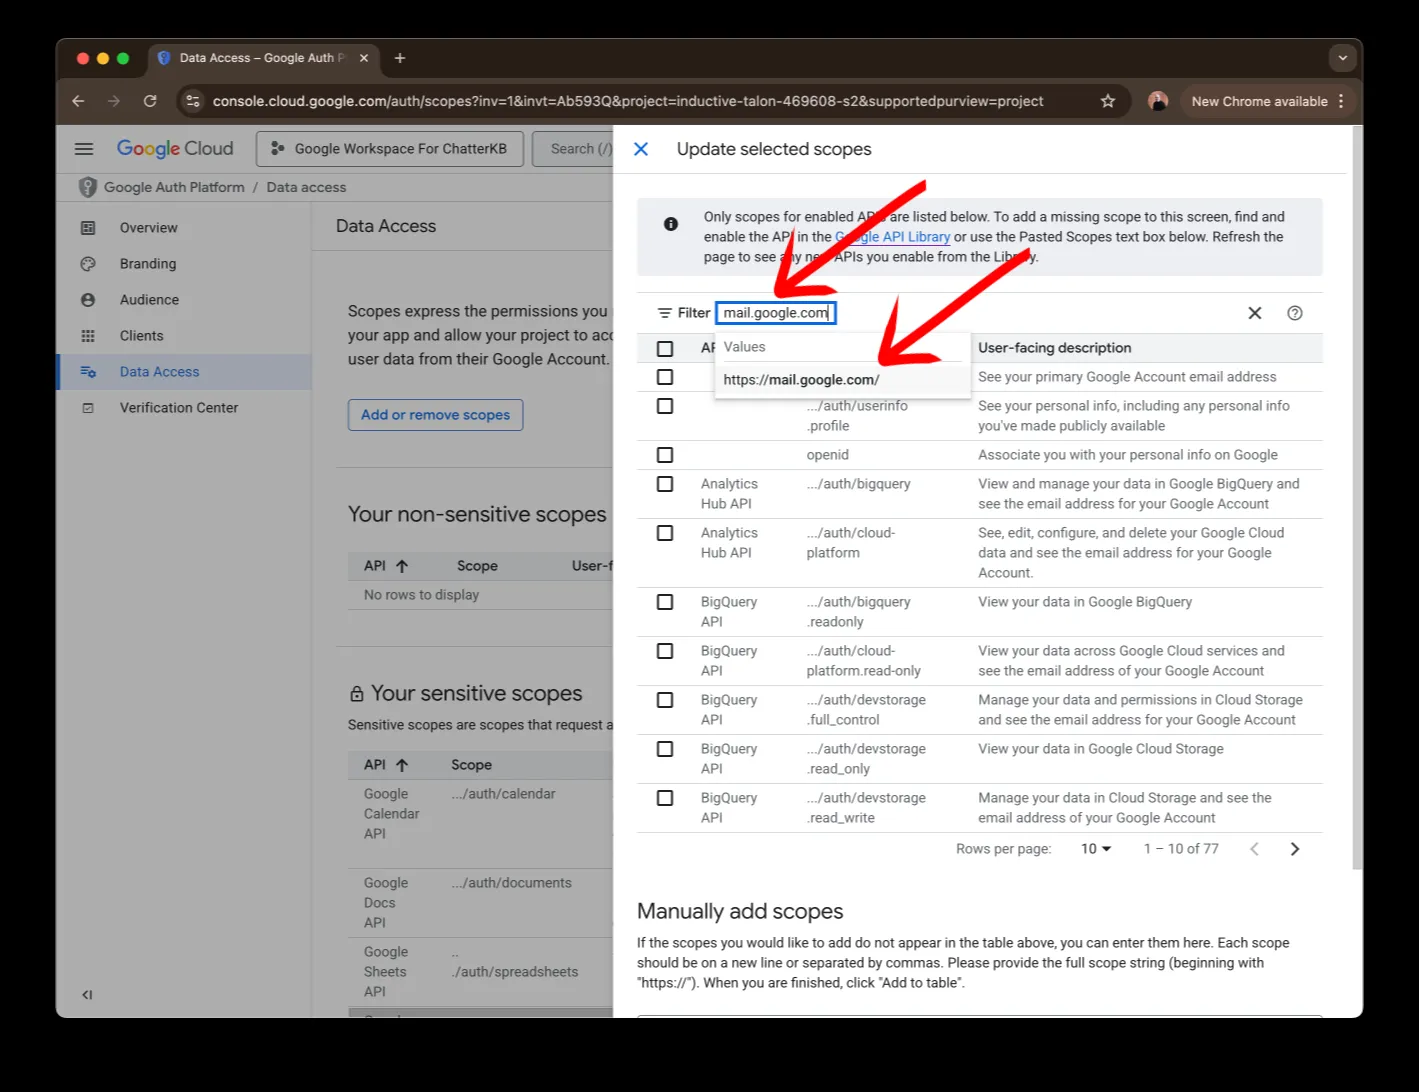 Data Access – Google Auth P
New Chrome available
console.cloud.google.com/auth/scopes?inv=1&invt=Ab593Q&project=inductive-talon-469608-s2&supportedpurview=project
Google Cloud
Google Workspace For ChatterKB
Search (/)
Google Auth Platform / Data access
Overview
Branding
Audience
Clients
Data Access
Verification Center
Data Access
Scopes express the permissions you
your app and allow your project to acc
user data from their Google Account.
Add or remove scopes
Your non-sensitive scopes
API Scope User-f
No rows to display
Your sensitive scopes
Sensitive scopes are scopes that request a
API Scope
Google .../auth/calendar
Calendar
API
Google .../auth/documents
Docs
API
Google ..
Sheets ./auth/spreadsheets
API
Update selected scopes
Only scopes for enabled APIs are listed below. To add a missing scope to this screen, find and
enable the API in the Google API Library or use the Pasted Scopes text box below. Refresh the
page to see any new APIs you enable from the Library.
Filter mail.google.com
AP User-facing description
Values
https://mail.google.com/
See your primary Google Account email address
.../auth/userinfo See your personal info, including any personal info
.profile you've made publicly available
openid Associate you with your personal info on Google
Analytics .../auth/bigquery View and manage your data in Google BigQuery and
Hub API see the email address for your Google Account
Analytics .../auth/cloud- See, edit, configure, and delete your Google Cloud
Hub API platform data and see the email address for your Google
Account.
BigQuery .../auth/bigquery View your data in Google BigQuery
API .readonly
BigQuery .../auth/cloud- View your data across Google Cloud services and
API platform.read-only see the email address of your Google Account
BigQuery .../auth/devstorage Manage your data and permissions in Cloud Storage
API .full_control and see the email address for your Google Account
BigQuery .../auth/devstorage View your data in Google Cloud Storage
API .read_only
BigQuery .../auth/devstorage Manage your data in Cloud Storage and see the
API .read_write email address of your Google Account
Rows per page: 10 1 – 10 of 77
Manually add scopes
If the scopes you would like to add do not appear in the table above, you can enter them here. Each scope
should be on a new line or separated by commas. Please provide the full scope string (beginning with
"https://"). When you are finished, click "Add to table".